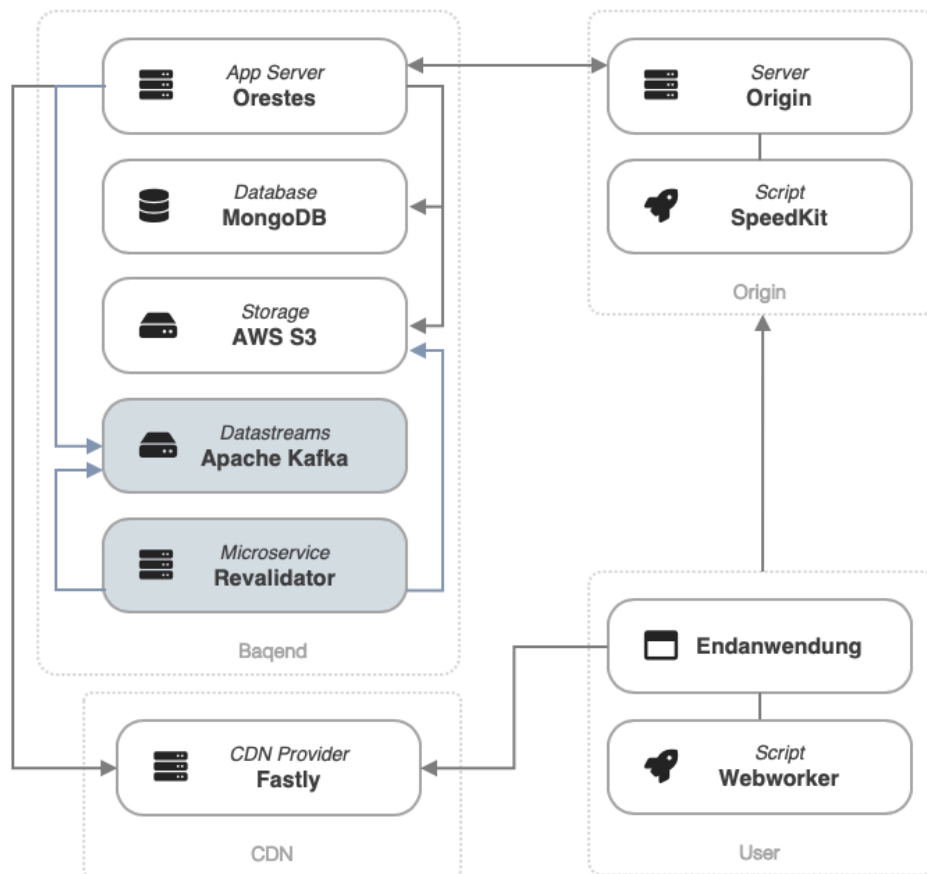 App Server
Orestes
Database
MongoDB
Storage
AWS S3
Datastreams
Apache Kafka
Microservice
Revalidator
Baqend
CDN Provider
Fastly
CDN
Server
Origin
Script
SpeedKit
Origin
Endanwendung
Script
Webworker
User